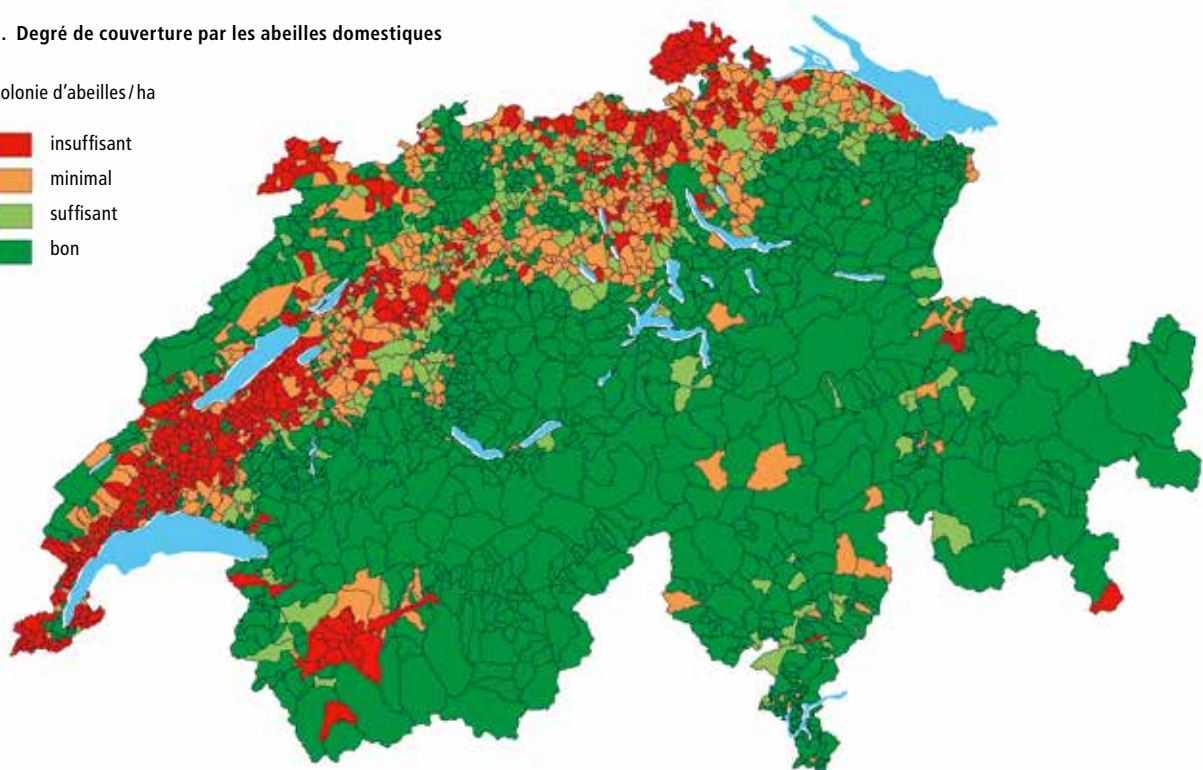 . Degré de couverture par les abeilles domestiques
olonie d'abeilles / ha
insuffisant
minimal
suffisant
bon